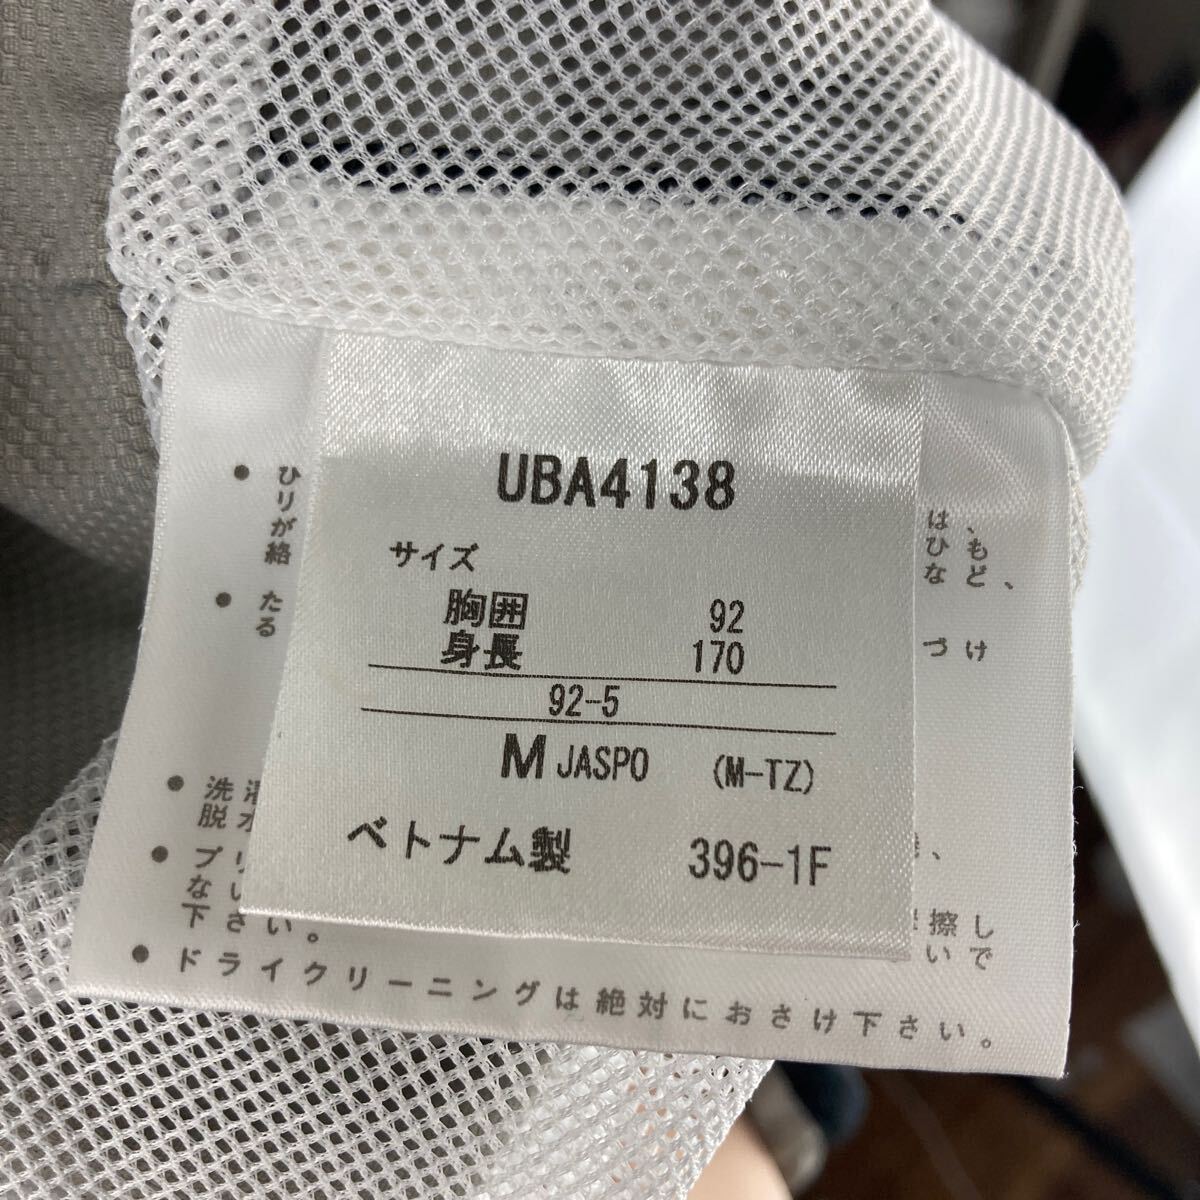 UBA4138
サイズ
胸囲 92
身長 170
92-5
M JASPO (M-TZ)
ベトナム製 396-1F
● ひ
りが
絡
は、
ひも
など、
● たる
づけ
● 洗濯
脱水
● プリ
ない
下さい。
擦し
いで
● ドライクリーニングは絶対におさけ下さい。